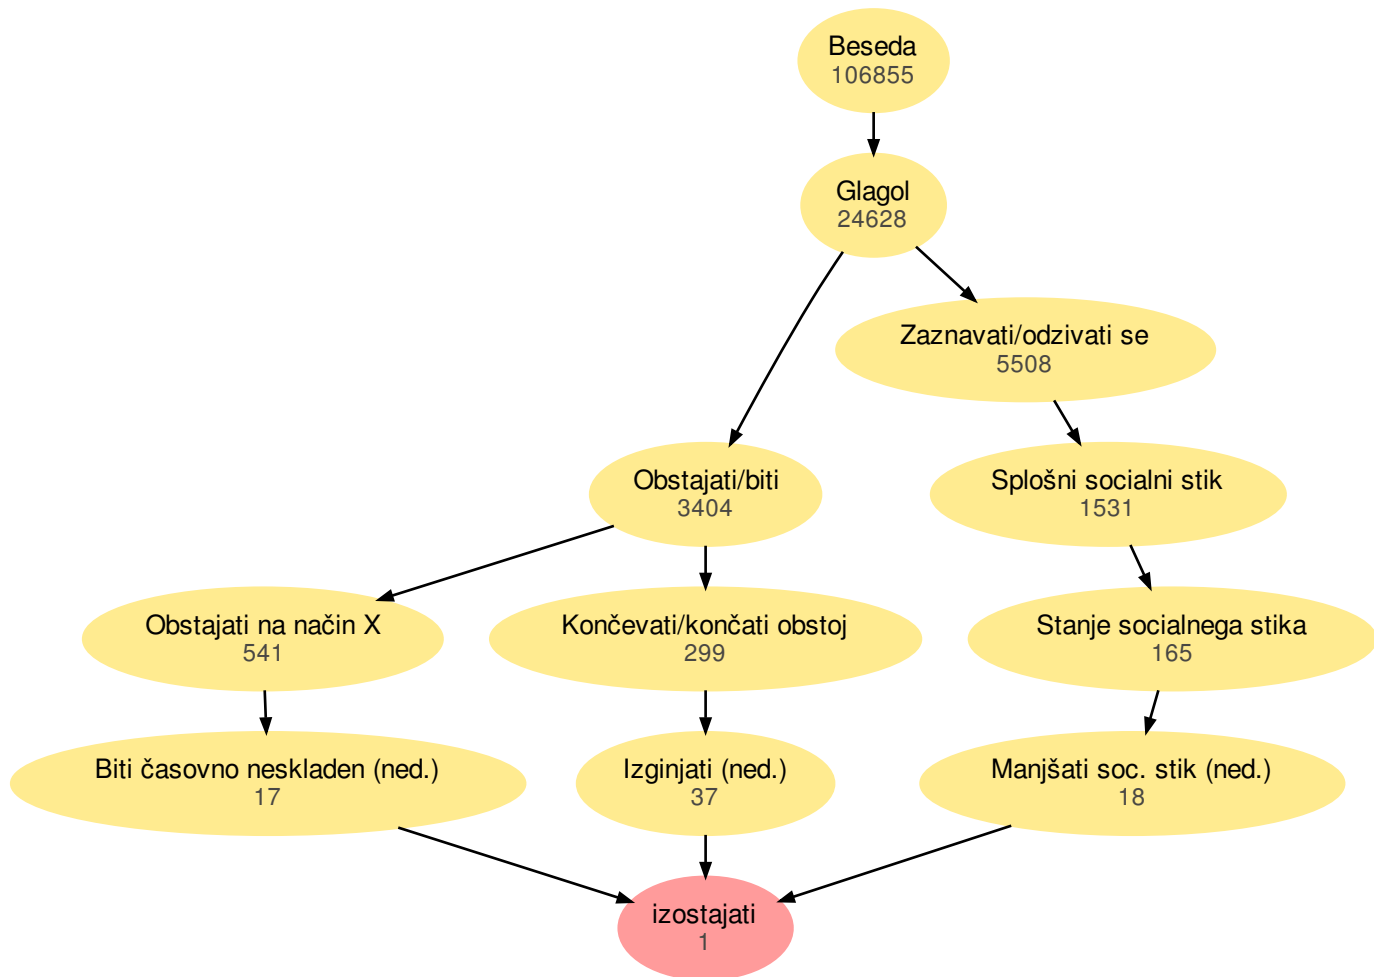 Beseda
106855
Glagol
24628
Zaznavati/odzivati se
5508
Obstajati/biti
3404
Splošni socialni stik
1531
Obstajati na način X
541
Končevati/končati obstoj
299
Stanje socialnega stika
165
Biti časovno neskladen (ned.)
17
Izginjati (ned.)
37
Manjšati soc. stik (ned.)
18
izostajati
1